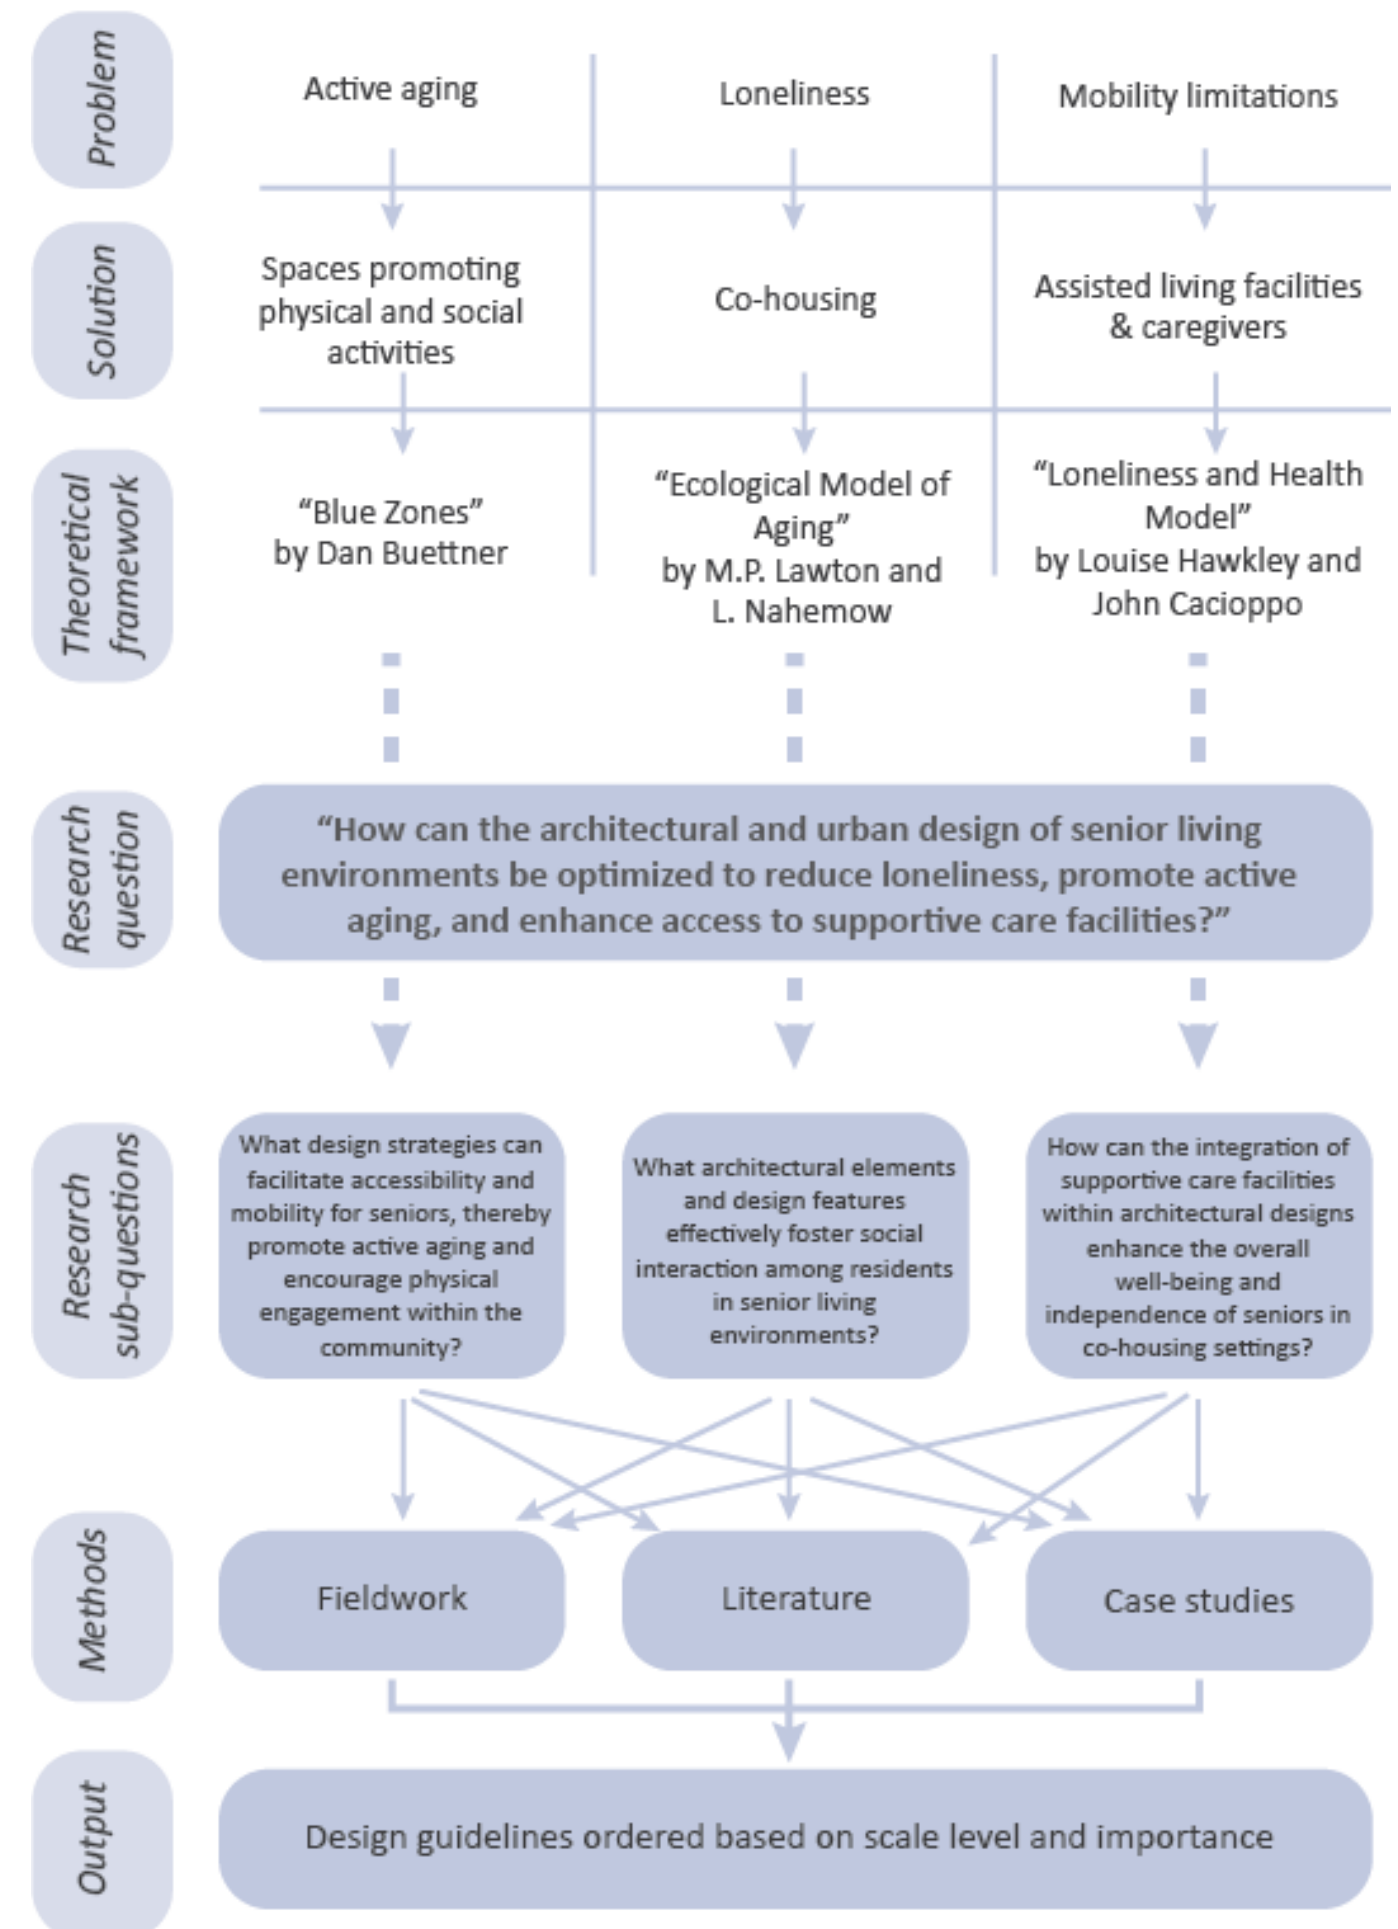 Problem
Active aging
Loneliness
Mobility limitations
Solution
Spaces promoting
physical and social
activities
Co-housing
Assisted living facilities
& caregivers
Theoretical
framework
“Blue Zones”
by Dan Buettner
“Ecological Model of
Aging”
by M.P. Lawton and
L. Nahemow
“Loneliness and Health
Model”
by Louise Hawkley and
John Cacioppo
Research
question
“How can the architectural and urban design of senior living
environments be optimized to reduce loneliness, promote active
aging, and enhance access to supportive care facilities?”
Research
sub-questions
What design strategies can
facilitate accessibility and
mobility for seniors, thereby
promote active aging and
encourage physical
engagement within the
community?
What architectural elements
and design features
effectively foster social
interaction among residents
in senior living
environments?
How can the integration of
supportive care facilities
within architectural designs
enhance the overall
well-being and
independence of seniors in
co-housing settings?
Methods
Fieldwork
Literature
Case studies
Output
Design guidelines ordered based on scale level and importance